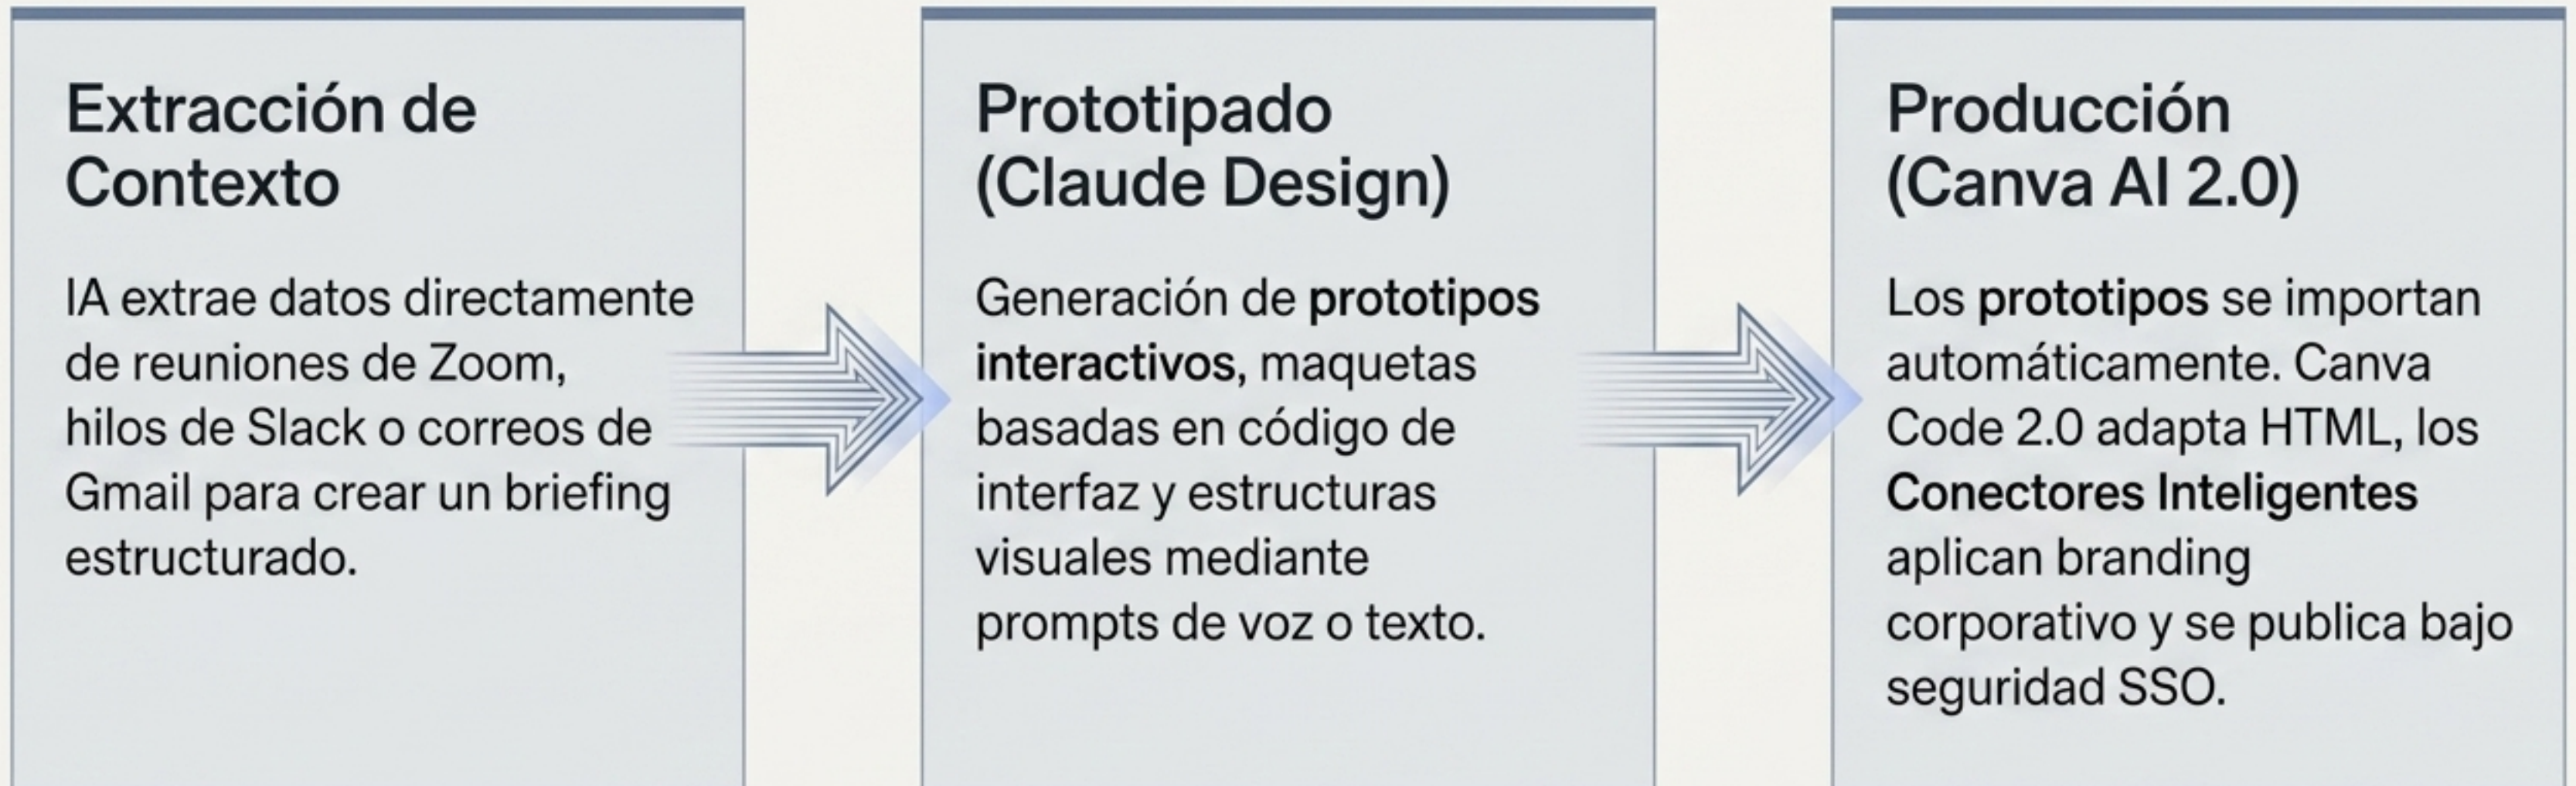 Extracción de
Contexto
IA extrae datos directamente
de reuniones de Zoom,
hilos de Slack o correos de
Gmail para crear un briefing
estructurado.
Prototipado
(Claude Design)
Generación de prototipos
interactivos, maquetas
basadas en código de
interfaz y estructuras
visuales mediante
prompts de voz o texto.
Producción
(Canva AI 2.0)
Los prototipos se importan
automáticamente. Canva
Code 2.0 adapta HTML, los
Conectores Inteligentes
aplican branding
corporativo y se publica bajo
seguridad SSO.